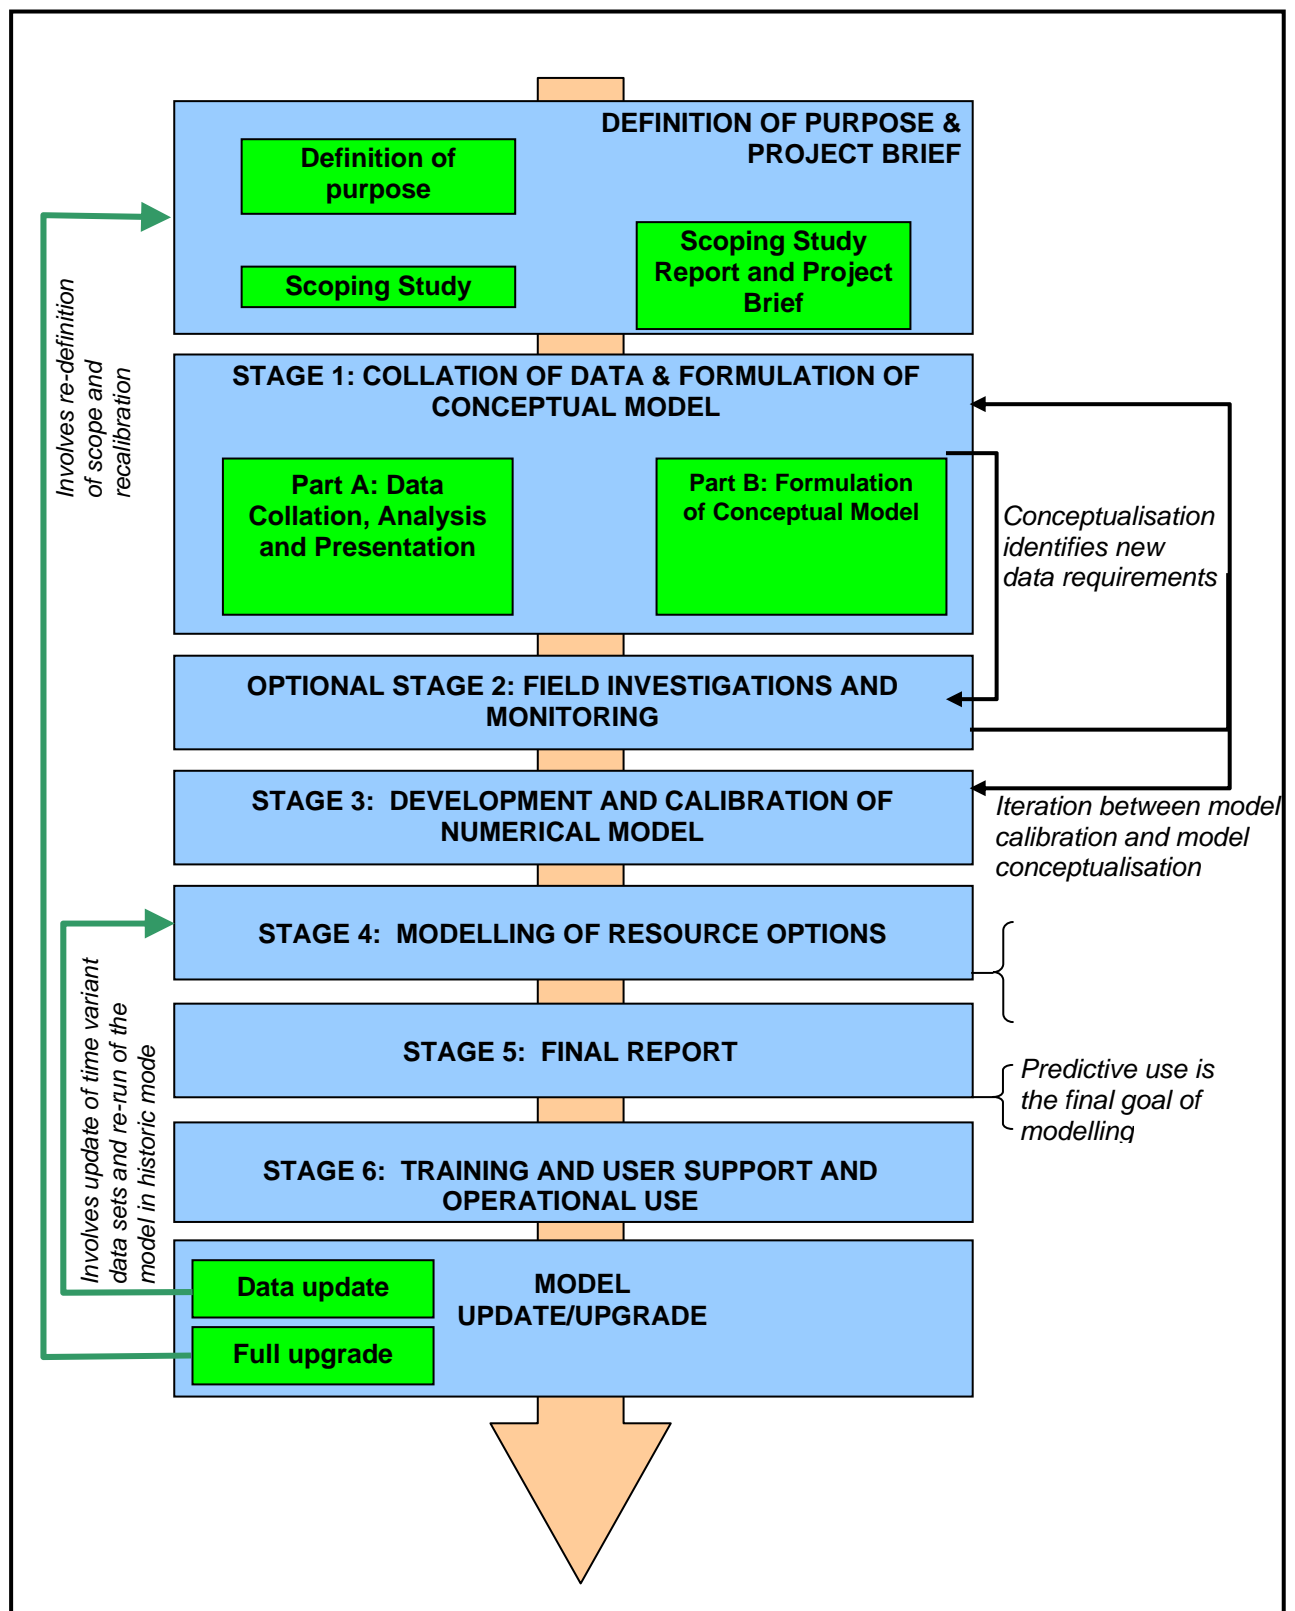 DEFINITION OF PURPOSE &
PROJECT BRIEF
Definition of
purpose
Scoping Study
Scoping Study
Report and Project
Brief
Involves re-definition
of scope and
recalibration
STAGE 1: COLLATION OF DATA & FORMULATION OF
CONCEPTUAL MODEL
Part A: Data
Collation, Analysis
and Presentation
Part B: Formulation
of Conceptual Model
Conceptualisation
identifies new
data requirements
OPTIONAL STAGE 2: FIELD INVESTIGATIONS AND
MONITORING
STAGE 3: DEVELOPMENT AND CALIBRATION OF
NUMERICAL MODEL
Iteration between model
calibration and model
conceptualisation
STAGE 4: MODELLING OF RESOURCE OPTIONS
Involves update of time variant
data sets and re-run of the
model in historic mode
STAGE 5: FINAL REPORT
Predictive use is
the final goal of
modelling
STAGE 6: TRAINING AND USER SUPPORT AND
OPERATIONAL USE
MODEL
UPDATE/UPGRADE
Data update
Full upgrade